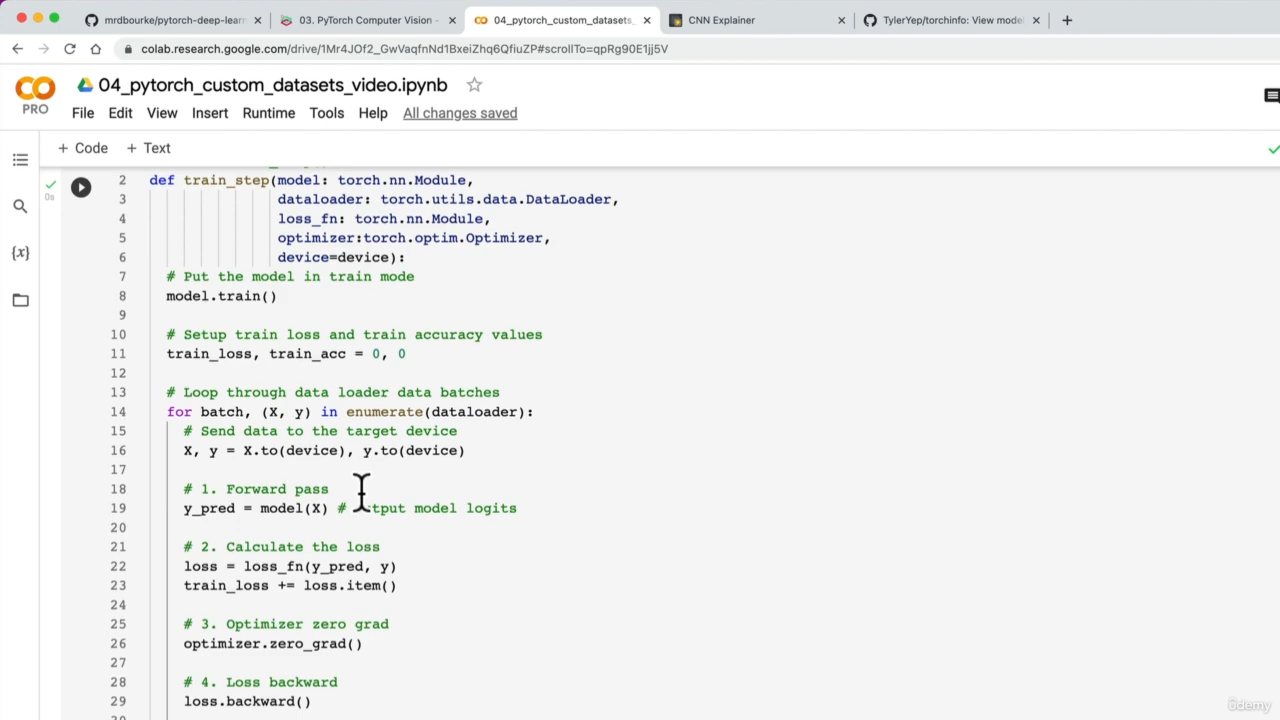 mrdbourke/pytorch-deep-learn
03. PyTorch Computer Vision -
04_pytorch_custom_datasets_
CNN Explainer
TylerYep/torchinfo: View model
colab.research.google.com/drive/1Mr4JOf2_GwVaqfnNd1BxeiZhq6QfiuZP#scrollTo=qpRg90E1jj5V
PRO
04_pytorch_custom_datasets_video.ipynb
File Edit View Insert Runtime Tools Help All changes saved
+ Code + Text
0s
2 def train_step(model: torch.nn.Module,
3 dataloader: torch.utils.data.DataLoader,
4 loss_fn: torch.nn.Module,
5 optimizer:torch.optim.Optimizer,
6 device=device):
7 # Put the model in train mode
8 model.train()
9
10 # Setup train loss and train accuracy values
11 train_loss, train_acc = 0, 0
12
13 # Loop through data loader data batches
14 for batch, (X, y) in enumerate(dataloader):
15 # Send data to the target device
16 X, y = X.to(device), y.to(device)
17
18 # 1. Forward pass
19 y_pred = model(X) # tput model logits
20
21 # 2. Calculate the loss
22 loss = loss_fn(y_pred, y)
23 train_loss += loss.item()
24
25 # 3. Optimizer zero grad
26 optimizer.zero_grad()
27
28 # 4. Loss backward
29 loss.backward()
ûdemy